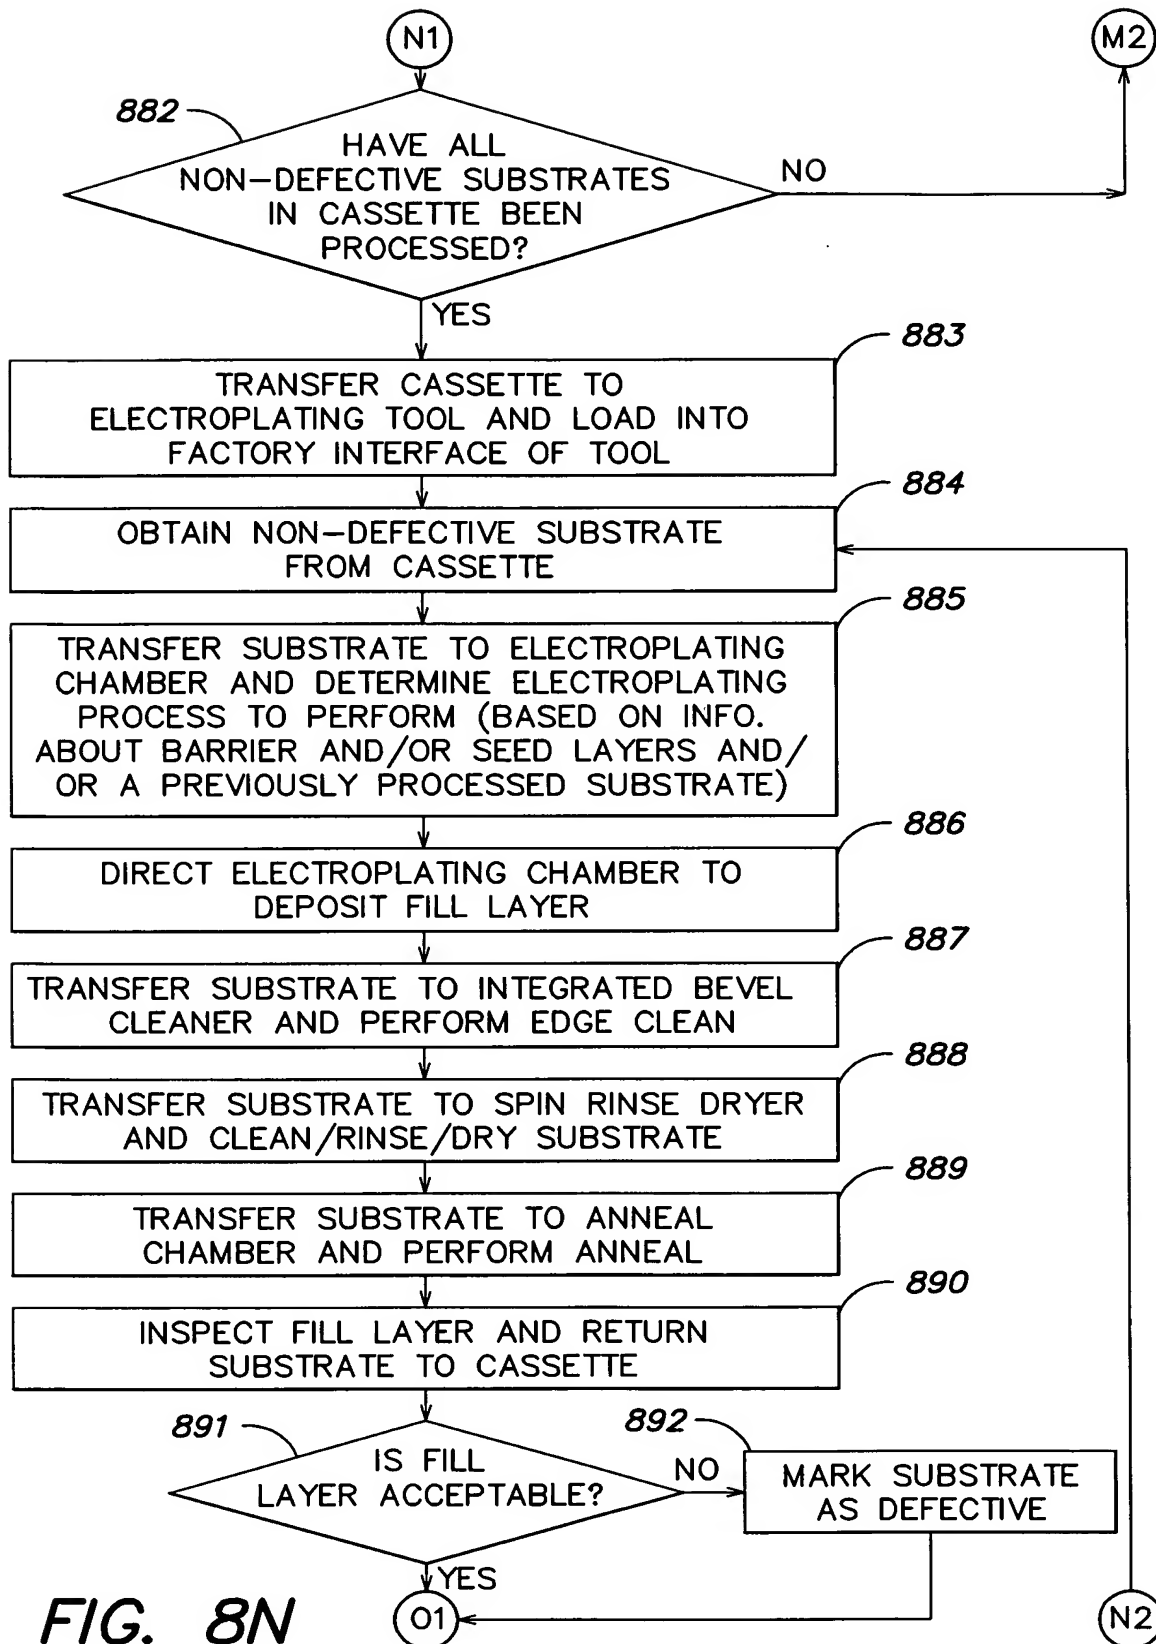 N1
M2
882
HAVE ALL
NON-DEFECTIVE SUBSTRATES
IN CASSETTE BEEN
PROCESSED?
NO
YES
883
TRANSFER CASSETTE TO
ELECTROPLATING TOOL AND LOAD INTO
FACTORY INTERFACE OF TOOL
884
OBTAIN NON-DEFECTIVE SUBSTRATE
FROM CASSETTE
885
TRANSFER SUBSTRATE TO ELECTROPLATING
CHAMBER AND DETERMINE ELECTROPLATING
PROCESS TO PERFORM (BASED ON INFO.
ABOUT BARRIER AND/OR SEED LAYERS AND/
OR A PREVIOUSLY PROCESSED SUBSTRATE)
886
DIRECT ELECTROPLATING CHAMBER TO
DEPOSIT FILL LAYER
887
TRANSFER SUBSTRATE TO INTEGRATED BEVEL
CLEANER AND PERFORM EDGE CLEAN
888
TRANSFER SUBSTRATE TO SPIN RINSE DRYER
AND CLEAN/RINSE/DRY SUBSTRATE
889
TRANSFER SUBSTRATE TO ANNEAL
CHAMBER AND PERFORM ANNEAL
890
INSPECT FILL LAYER AND RETURN
SUBSTRATE TO CASSETTE
891
IS FILL
LAYER ACCEPTABLE?
NO
892
MARK SUBSTRATE
AS DEFECTIVE
YES
O1
N2
FIG. 8N